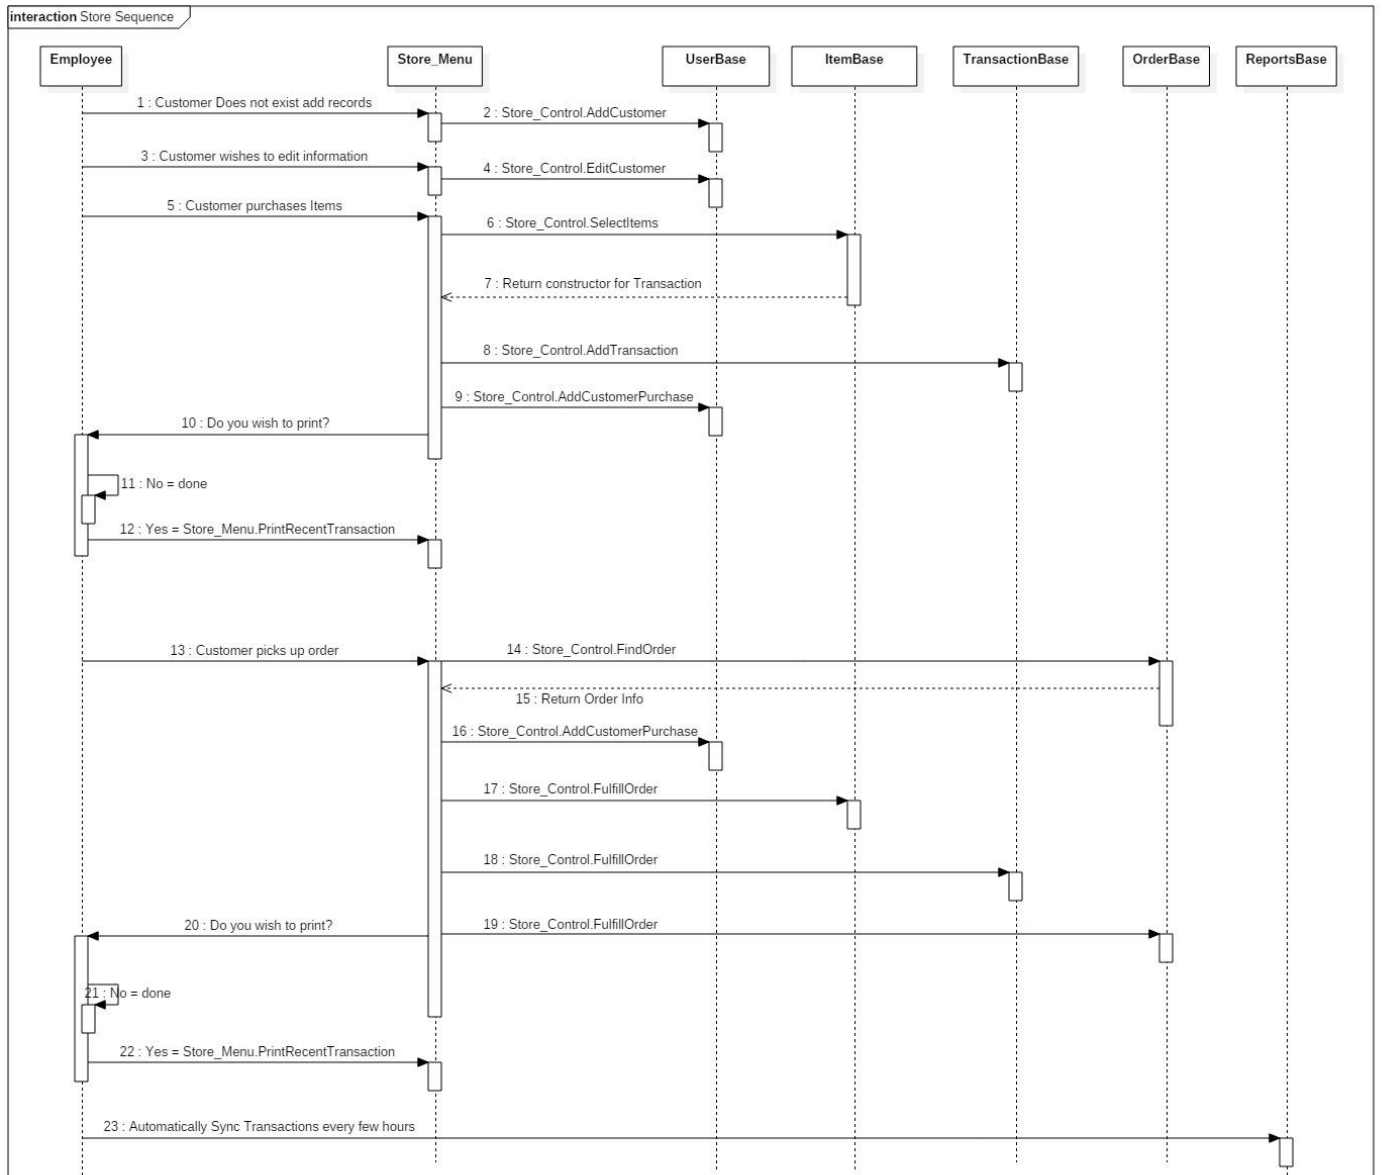 interaction Store Sequence
Employee
Store_Menu
UserBase
ItemBase
TransactionBase
OrderBase
ReportsBase
1 : Customer Does not exist add records
2 : Store_Control.AddCustomer
3 : Customer wishes to edit information
4 : Store_Control.EditCustomer
5 : Customer purchases Items
6 : Store_Control.SelectItems
7 : Return constructor for Transaction
8 : Store_Control.AddTransaction
9 : Store_Control.AddCustomerPurchase
10 : Do you wish to print?
11 : No = done
12 : Yes = Store_Menu.PrintRecentTransaction
13 : Customer picks up order
14 : Store_Control.FindOrder
15 : Return Order Info
16 : Store_Control.AddCustomerPurchase
17 : Store_Control.FulfillOrder
18 : Store_Control.FulfillOrder
20 : Do you wish to print?
19 : Store_Control.FulfillOrder
21 : No = done
22 : Yes = Store_Menu.PrintRecentTransaction
23 : Automatically Sync Transactions every few hours